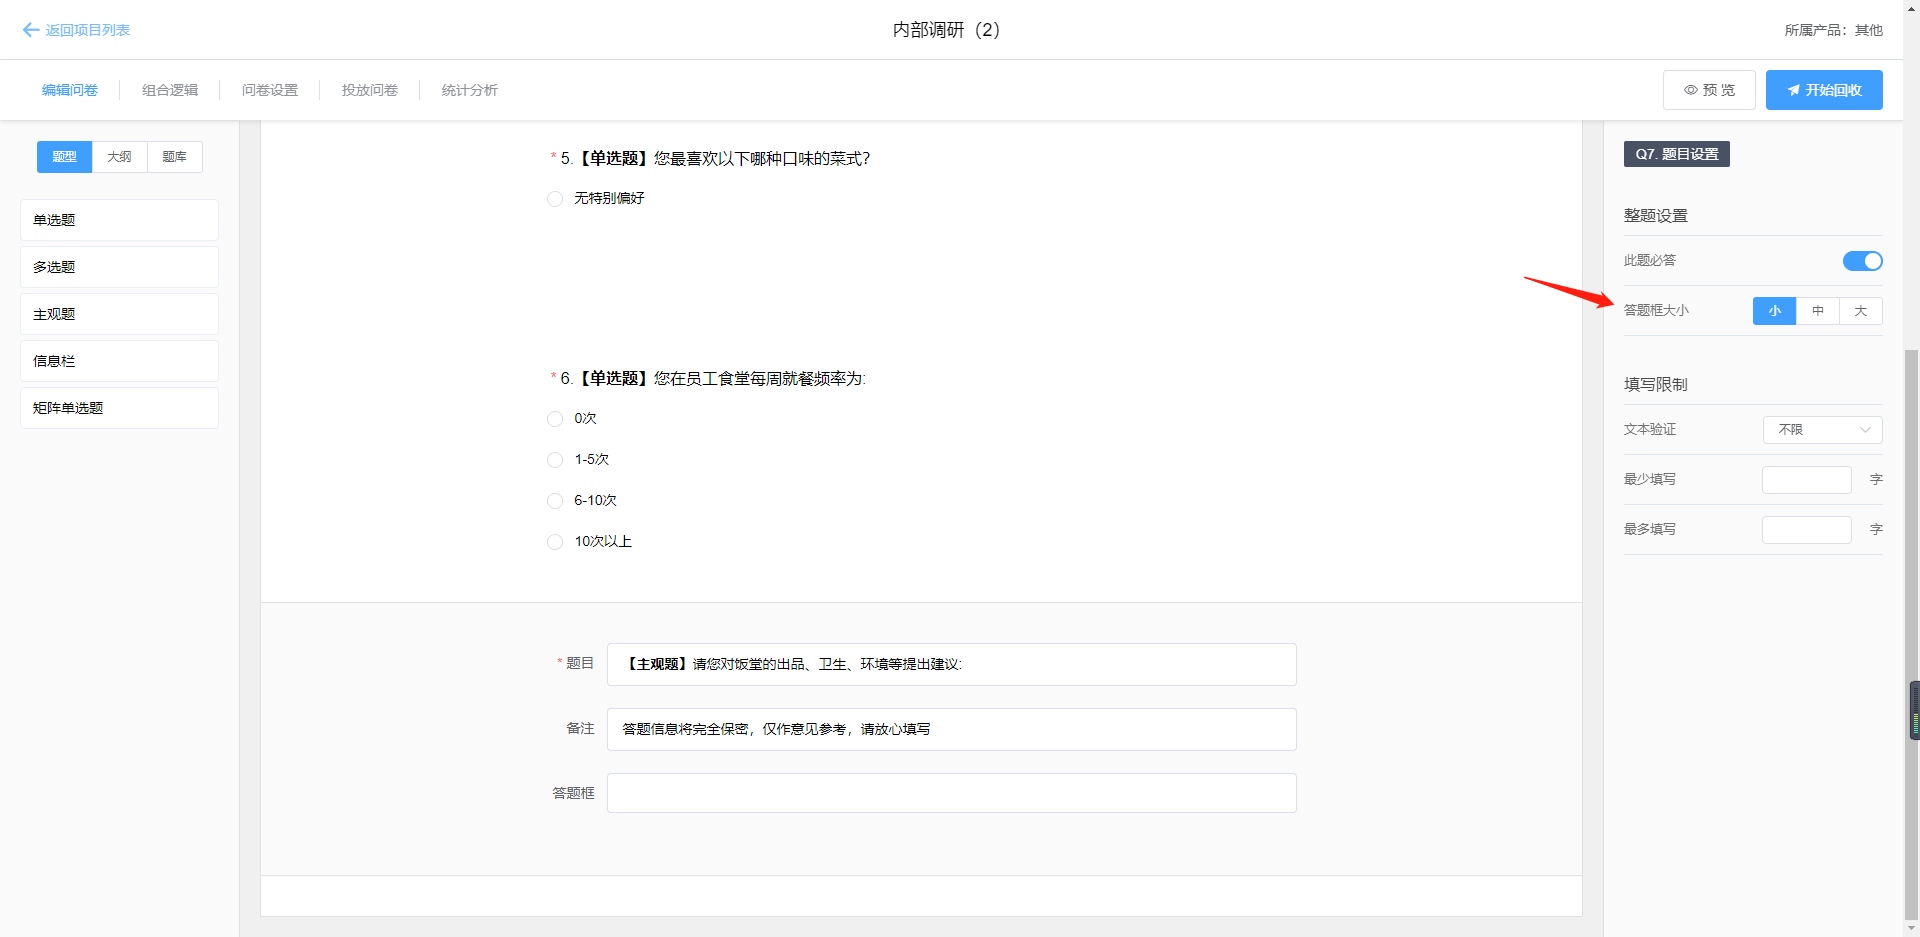 返回项目列表
内部调研（2）
所属产品：其他
编辑问卷
组合逻辑
问卷设置
投放问卷
统计分析
预 览
开始回收
题型
大纲
题库
单选题
多选题
主观题
信息栏
矩阵单选题
* 5.【单选题】您最喜欢以下哪种口味的菜式？
无特别偏好
* 6.【单选题】您在员工食堂每周就餐频率为:
0次
1-5次
6-10次
10次以上
* 题目
【主观题】请您对饭堂的出品、卫生、环境等提出建议:
备注
答题信息将完全保密，仅作意见参考，请放心填写
答题框
Q7. 题目设置
整题设置
此题必答
答题框大小
小
中
大
填写限制
文本验证
不限
最少填写
字
最多填写
字